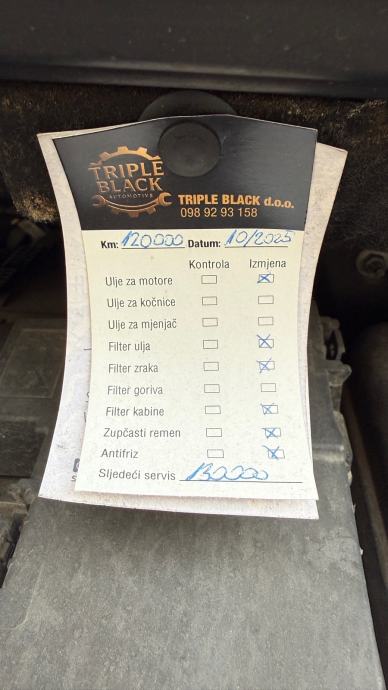 TRIPLE
BLACK
AUTOMOTIVE
TRIPLE BLACK d.o.o.
098 92 93 158
Km: 120000 Datum: 10/2025
Kontrola Izmjena
Ulje za motore
Ulje za kočnice
Ulje za mjenjač
Filter ulja
Filter zraka
Filter goriva
Filter kabine
Zupčasti remen
Antifriz
Sljedeći servis 130000